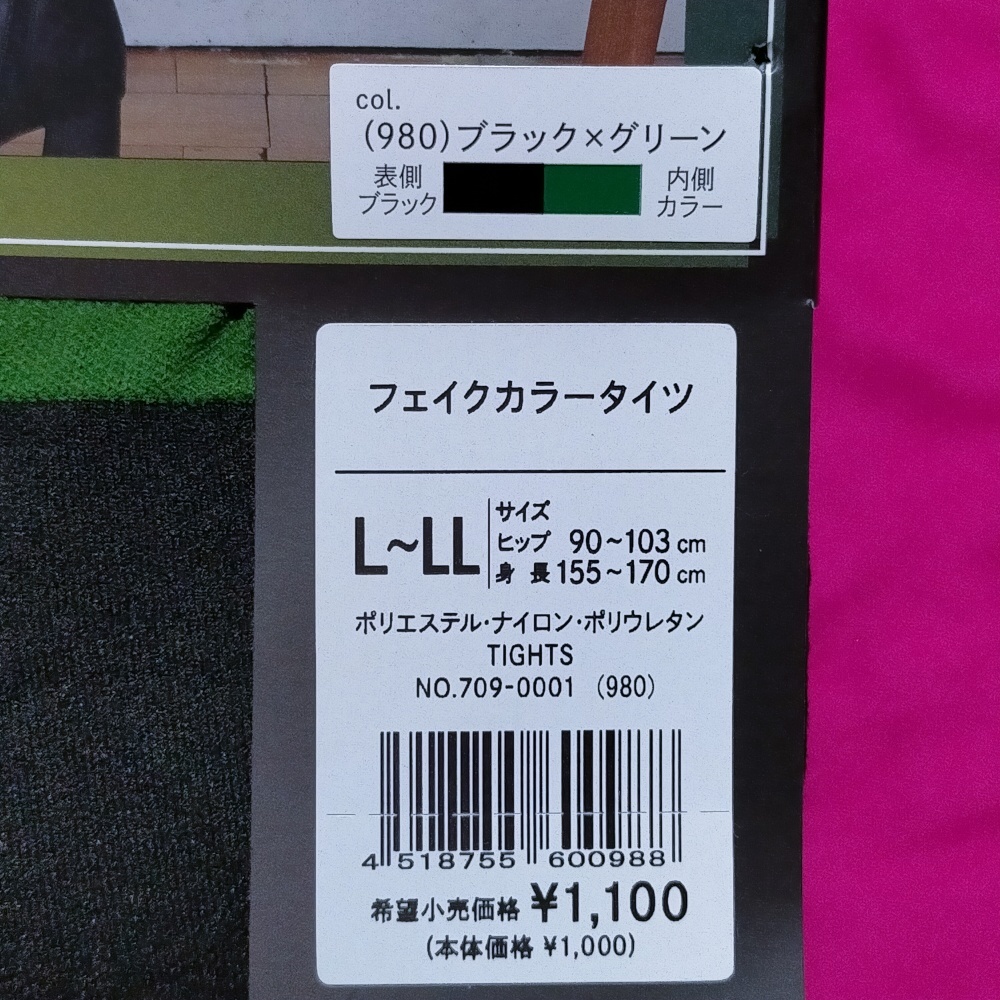 col.
(980)ブラック×グリーン
表側
ブラック
内側
カラー
フェイクカラータイツ
L~LL
サイズ
ヒップ 90~103cm
身 長 155~170cm
ポリエステル・ナイロン・ポリウレタン
TIGHTS
NO.709-0001 (980)
4 518755 600988
希望小売価格 ¥1,100
(本体価格 ¥1,000)